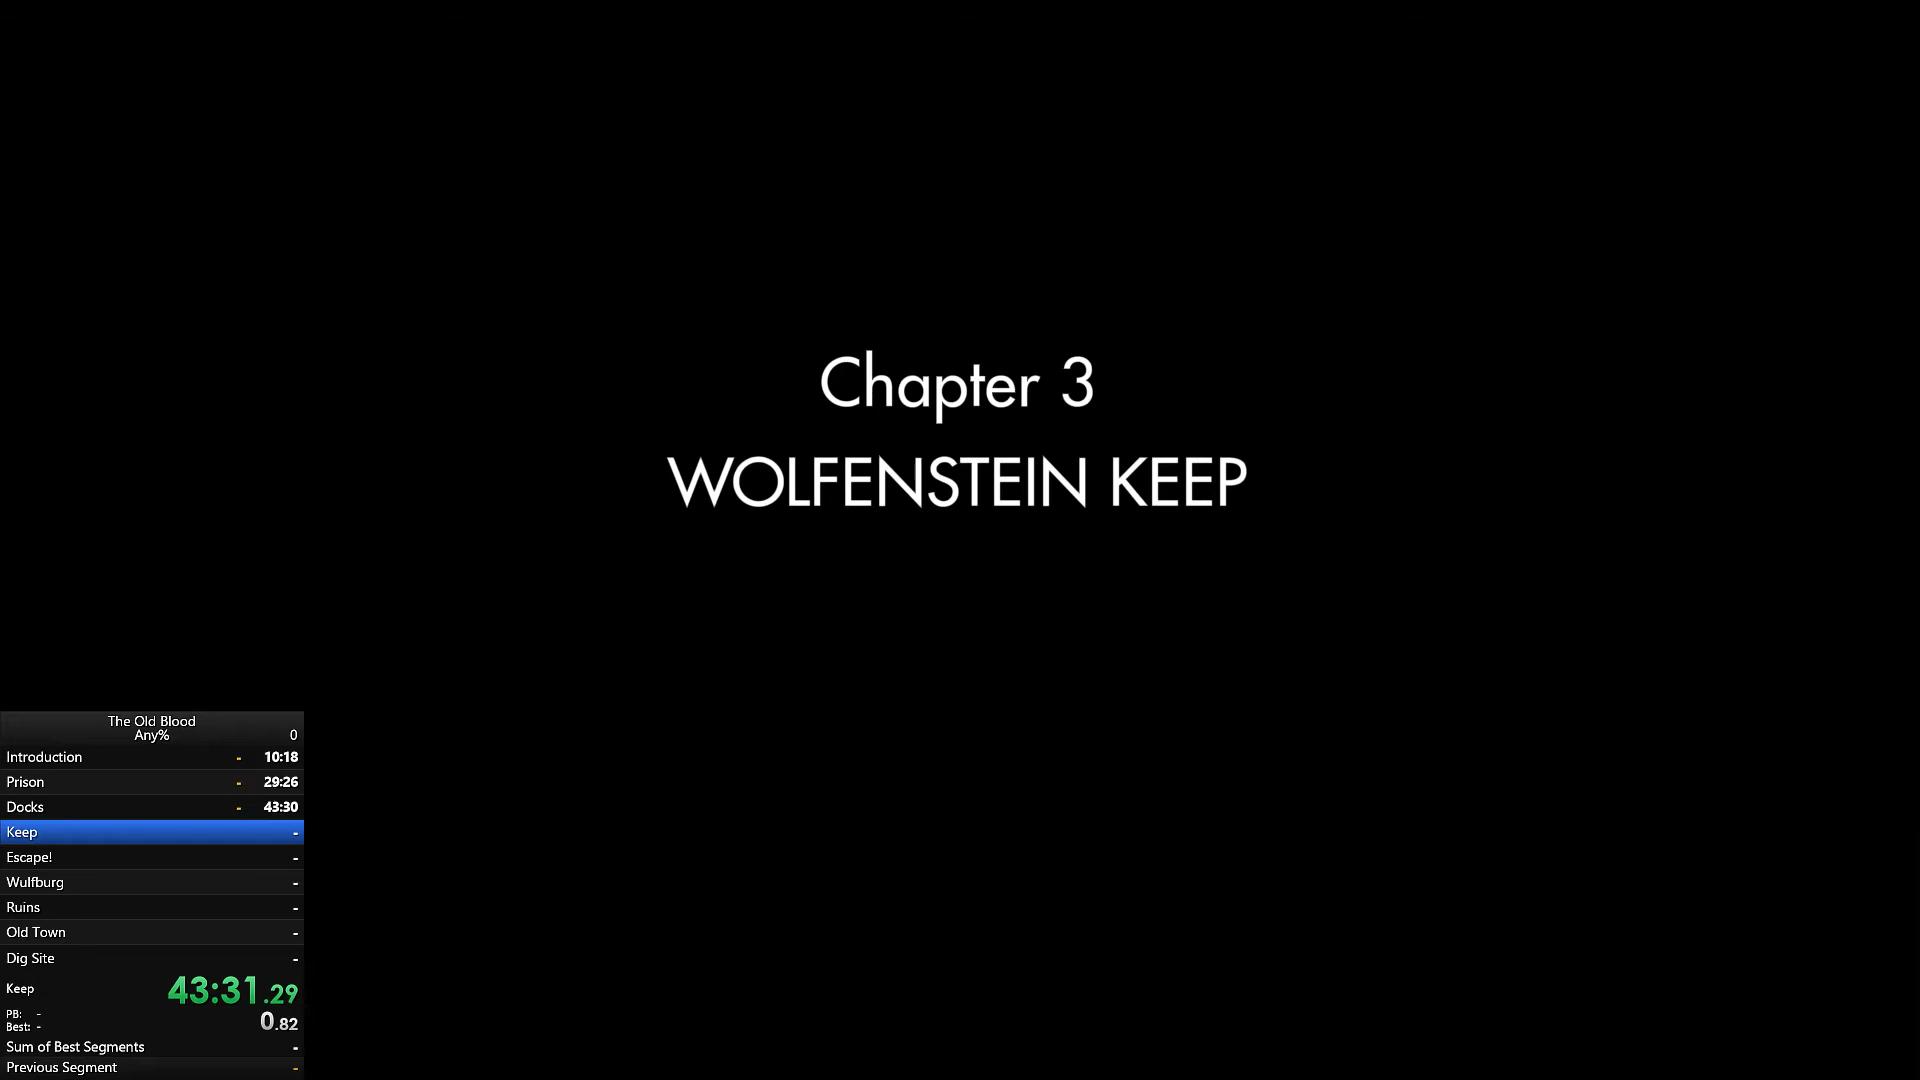 Chapter 3
WOLFENSTEIN KEEP
The Old Blood
Any% 0
Introduction - 10:18
Prison - 29:26
Docks - 43:30
Keep -
Escape! -
Wulfburg -
Ruins -
Old Town -
Dig Site -
Keep 43:31.29
PB: -
Best: - 0.82
Sum of Best Segments -
Previous Segment -